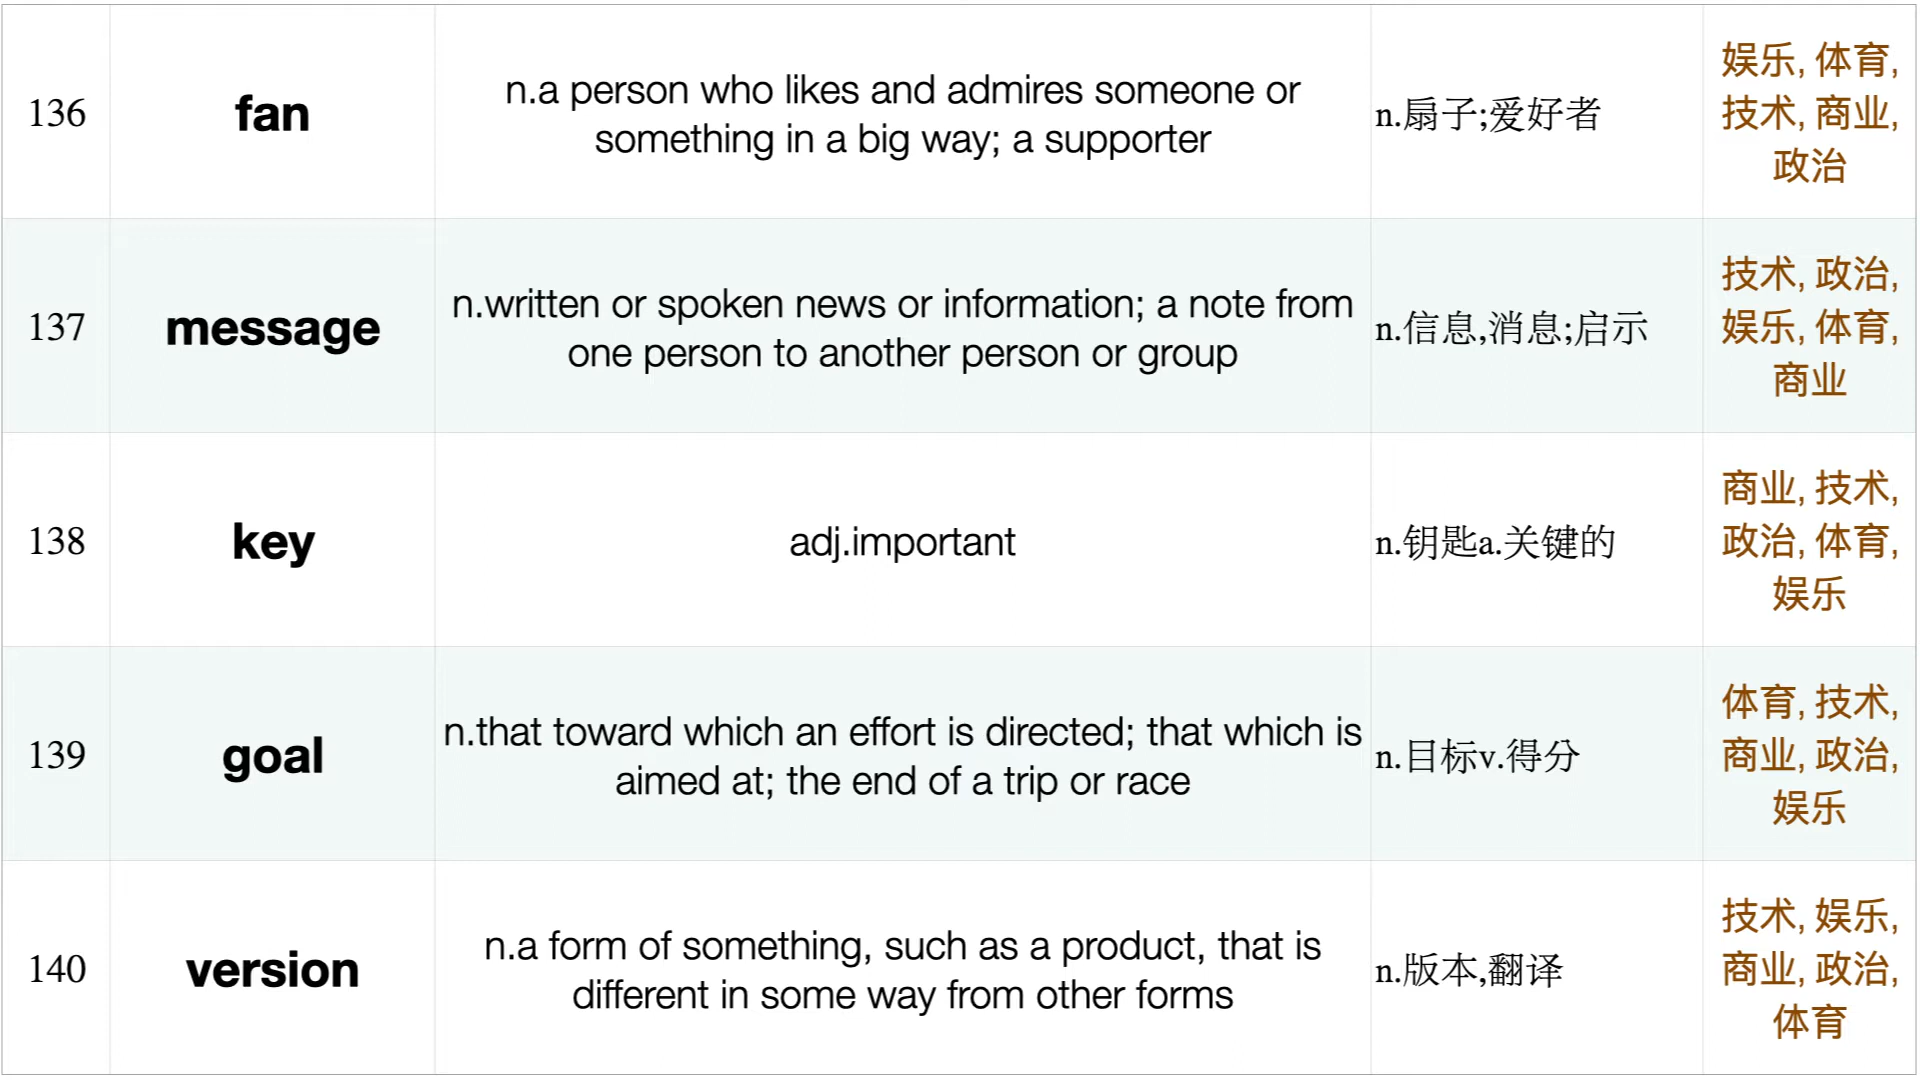 136
fan
n.a person who likes and admires someone or
something in a big way; a supporter
n.扇子;爱好者
娱乐, 体育,
技术, 商业,
政治
137
message
n.written or spoken news or information; a note from
one person to another person or group
n.信息,消息;启示
技术, 政治,
娱乐, 体育,
商业
138
key
adj.important
n.钥匙a.关键的
商业, 技术,
政治, 体育,
娱乐
139
goal
n.that toward which an effort is directed; that which is
aimed at; the end of a trip or race
n.目标v.得分
体育, 技术,
商业, 政治,
娱乐
140
version
n.a form of something, such as a product, that is
different in some way from other forms
n.版本,翻译
技术, 娱乐,
商业, 政治,
体育